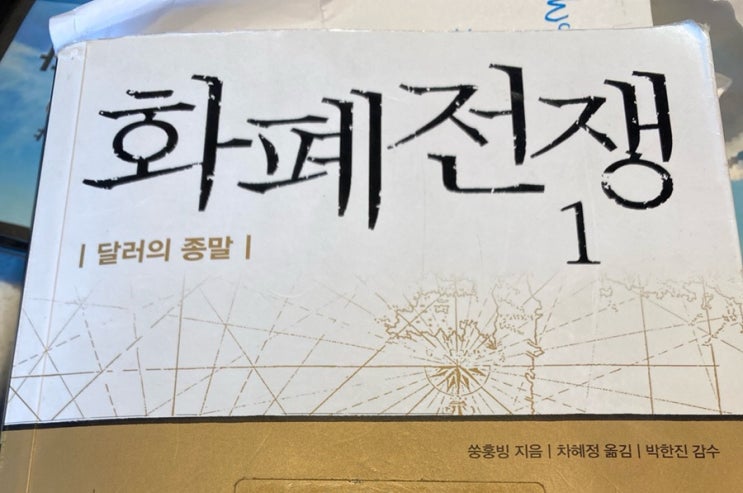 화폐전쟁
1
| 달러의 종말 |
쑹훙빙 지음 | 차혜정 옮김 | 박한진 감수